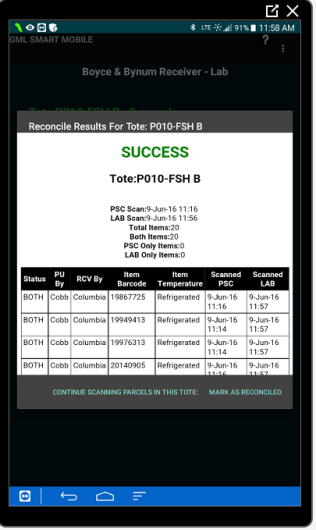 LTE 91% 11:58 AM
GML SMART MOBILE ?
Boyce & Bynum Receiver - Lab
Reconcile Results For Tote: P010-FSH B
SUCCESS
Tote:P010-FSH B
PSC Scan:9-Jun-16 11:16
LAB Scan:9-Jun-16 11:56
Total Items:20
Both Items:20
PSC Only Items:0
LAB Only Items:0
Status PU By RCV By Item Barcode Item Temperature Scanned PSC Scanned LAB
BOTH Cobb Columbia 19867725 Refrigerated 9-Jun-16 11:16 9-Jun-16 11:57
BOTH Cobb Columbia 19949413 Refrigerated 9-Jun-16 11:14 9-Jun-16 11:57
BOTH Cobb Columbia 19976313 Refrigerated 9-Jun-16 11:14 9-Jun-16 11:57
BOTH Cobb Columbia 20140905 Refrigerated 9-Jun-16 11:16 9-Jun-16 11:57
CONTINUE SCANNING PARCELS IN THIS TOTE: MARK AS RECONCILED